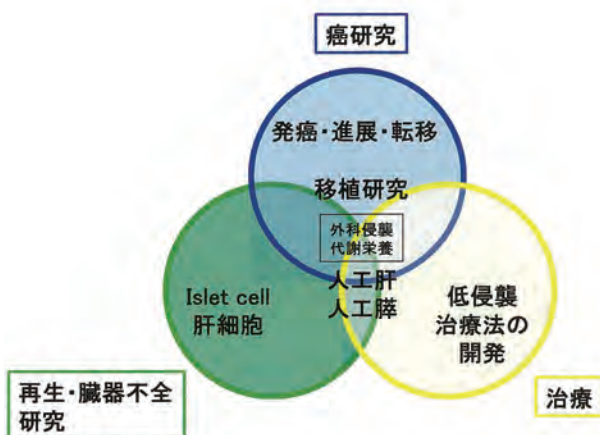 癌研究
発癌・進展・転移
移植研究
外科侵襲
代謝栄養
人工肝
人工膵
Islet cell
肝細胞
低侵襲
治療法の
開発
再生・臓器不全
研究
治療